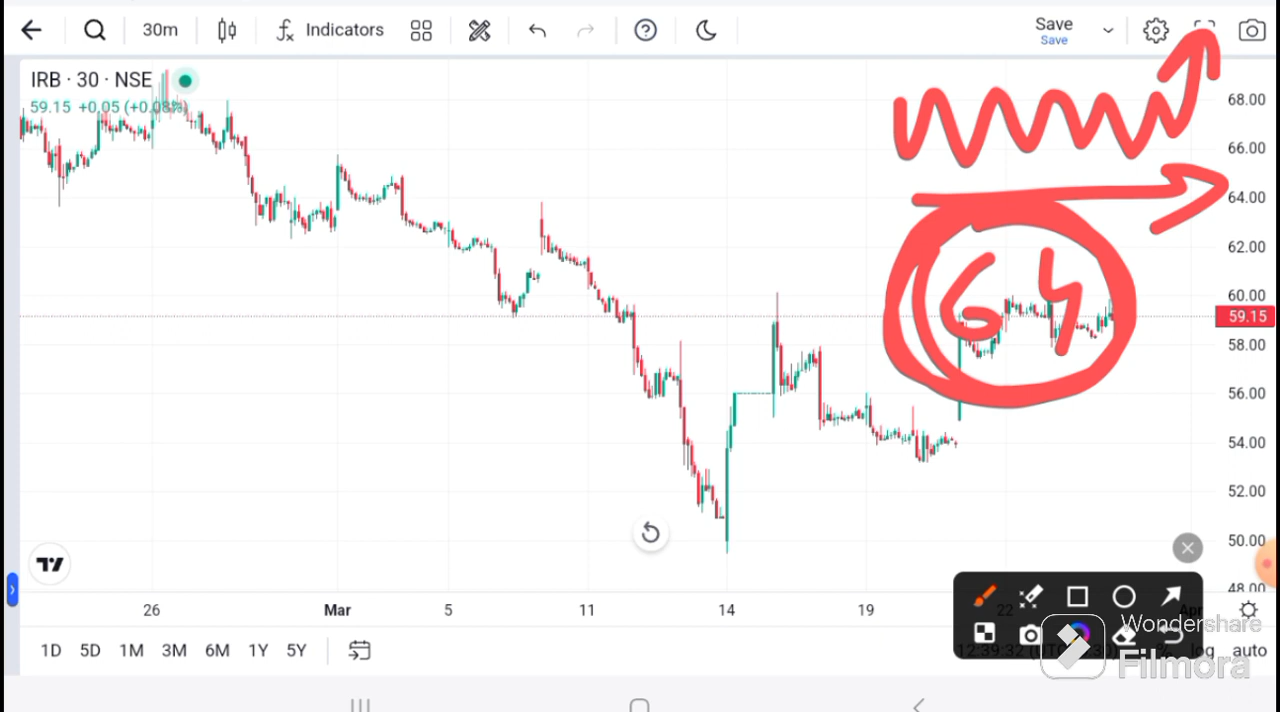 30m Indicators Save
Save
IRB · 30 · NSE
59.15 +0.05 (+0.08%)
68.00
66.00
64.00
62.00
60.00
59.15
58.00
56.00
54.00
52.00
50.00
48.00
64
26 Mar 5 11 14 19 22 Apr
1D 5D 1M 3M 6M 1Y 5Y log auto
Wondershare
Filmora